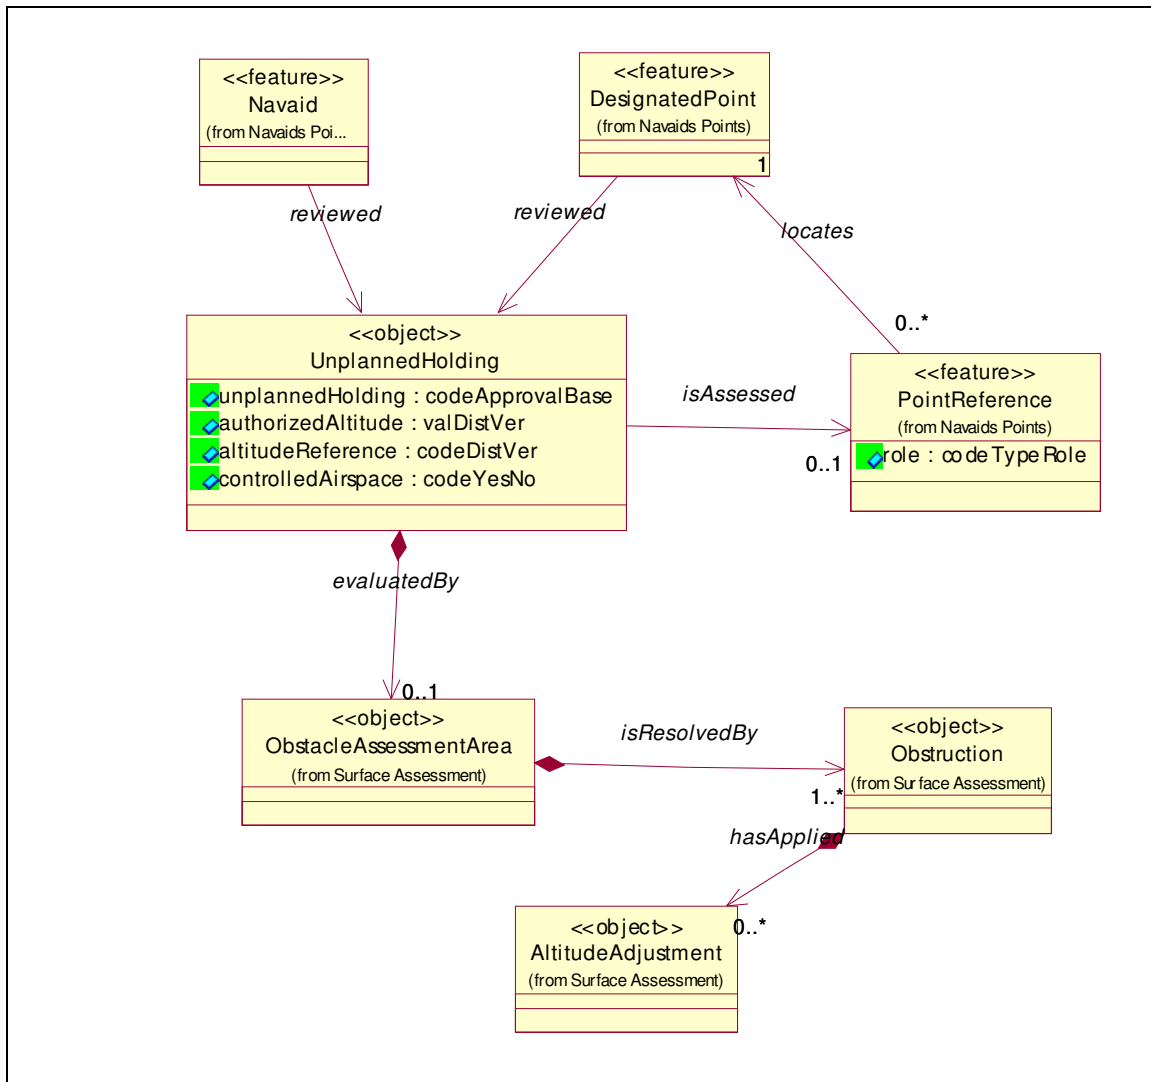 <<feature>>
Navaid
(from Navaids Poi...
<<feature>>
DesignatedPoint
(from Navaids Points)
1
reviewed
reviewed
locates
0..*
<<object>>
UnplannedHolding
unplannedHolding : codeApprovalBase
authorizedAltitude : valDistVer
altitudeReference : codeDistVer
controlledAirspace : codeYesNo
isAssessed
0..1
<<feature>>
PointReference
(from Navaids Points)
role : codeTypeRole
evaluatedBy
0..1
<<object>>
ObstacleAssessmentArea
(from Surface Assessment)
isResolvedBy
1..*
<<object>>
Obstruction
(from Surface Assessment)
hasApplied
0..*
<<object>>
AltitudeAdjustment
(from Surface Assessment)